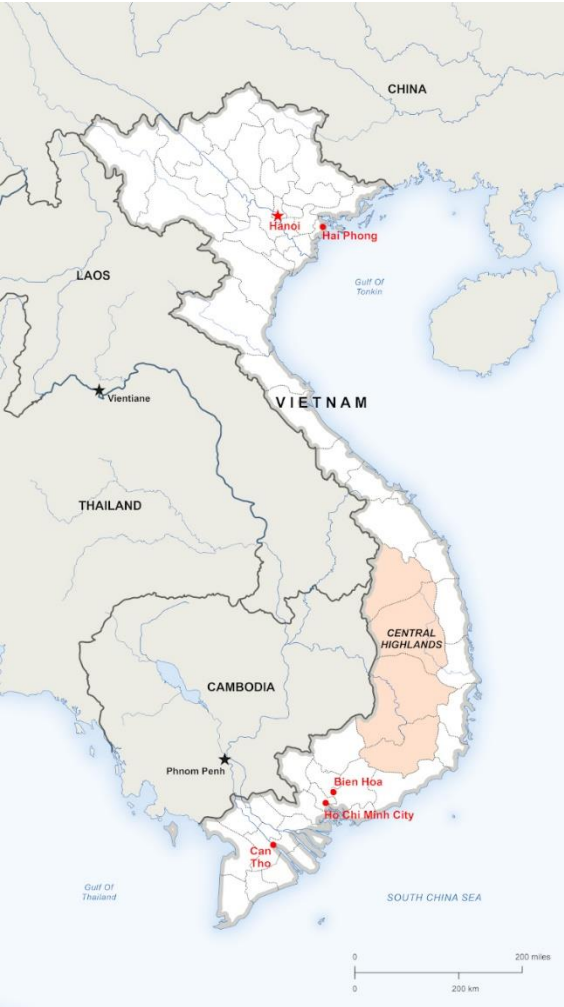 CHINA
Hanoi
Hai Phong
LAOS
Gulf Of
Tonkin
Vientiane
VIETNAM
THAILAND
CENTRAL
HIGHLANDS
CAMBODIA
Phnom Penh
Bien Hoa
Ho Chi Minh City
Can
Tho
Gulf Of
Thailand
SOUTH CHINA SEA
0 200 miles
0 200 km